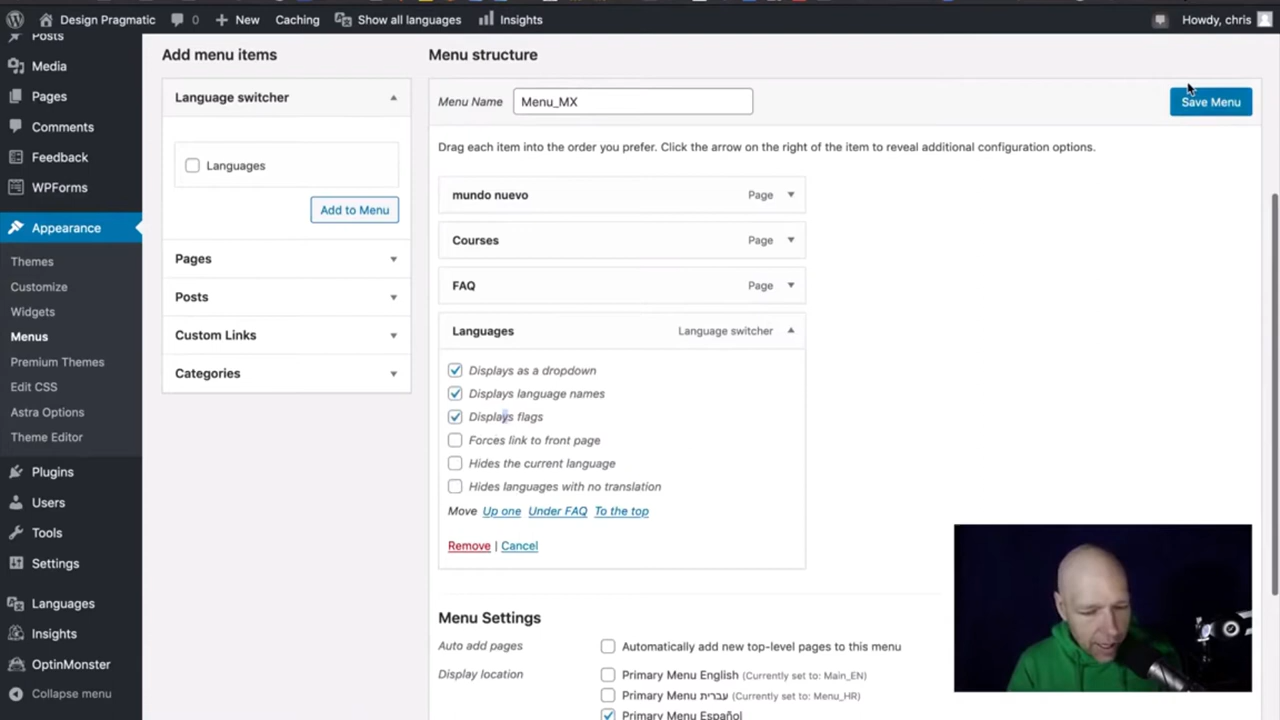 Design Pragmatic 0 New Caching Show all languages Insights Howdy, chris
Posts
Media
Pages
Comments
Feedback
WPForms
Appearance
Themes
Customize
Widgets
Menus
Premium Themes
Edit CSS
Astra Options
Theme Editor
Plugins
Users
Tools
Settings
Languages
Insights
OptinMonster
Collapse menu
Add menu items
Language switcher
Languages
Add to Menu
Pages
Posts
Custom Links
Categories
Menu structure
Menu Name Menu_MX Save Menu
Drag each item into the order you prefer. Click the arrow on the right of the item to reveal additional configuration options.
mundo nuevo Page
Courses Page
FAQ Page
Languages Language switcher
Displays as a dropdown
Displays language names
Displays flags
Forces link to front page
Hides the current language
Hides languages with no translation
Move Up one Under FAQ To the top
Remove | Cancel
Menu Settings
Auto add pages Automatically add new top-level pages to this menu
Display location Primary Menu English (Currently set to: Main_EN)
Primary Menu עברית (Currently set to: Menu_HR)
Primary Menu Español